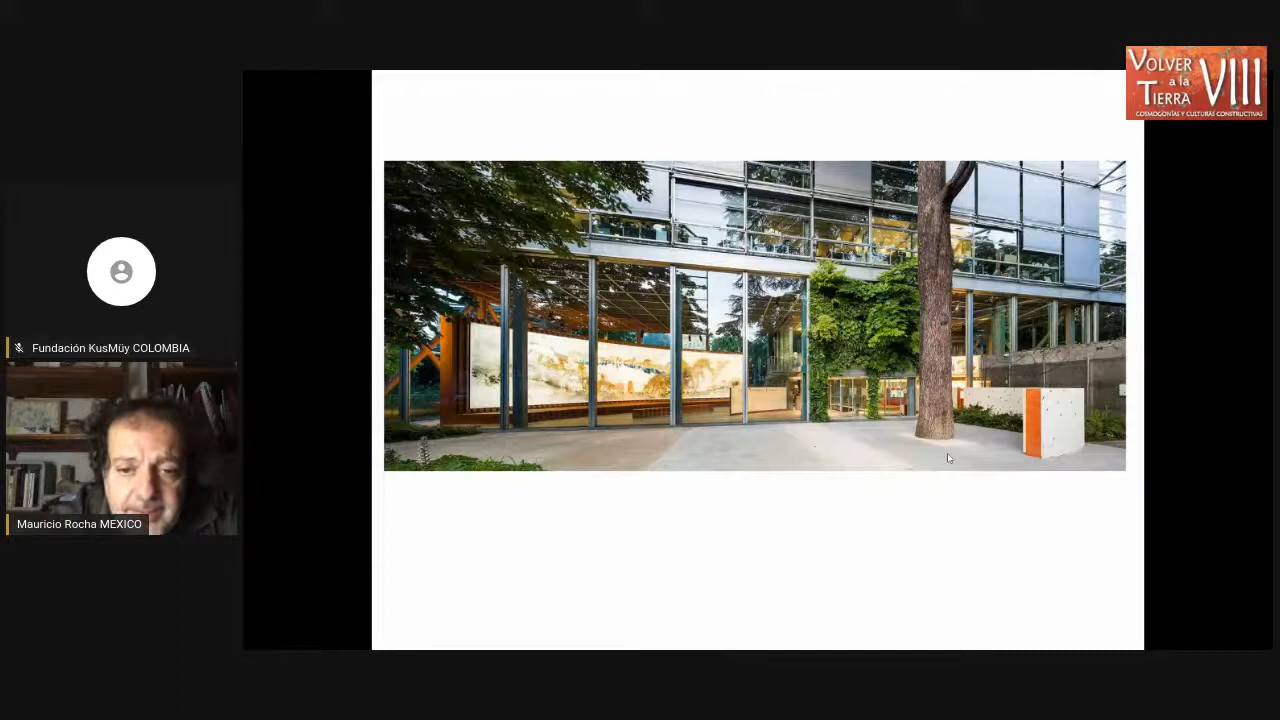 VOLVER
a la
TIERRA
VIII
COSMOGONÍAS Y CULTURAS CONSTRUCTIVAS
Fundación KusMüy COLOMBIA
Mauricio Rocha MEXICO